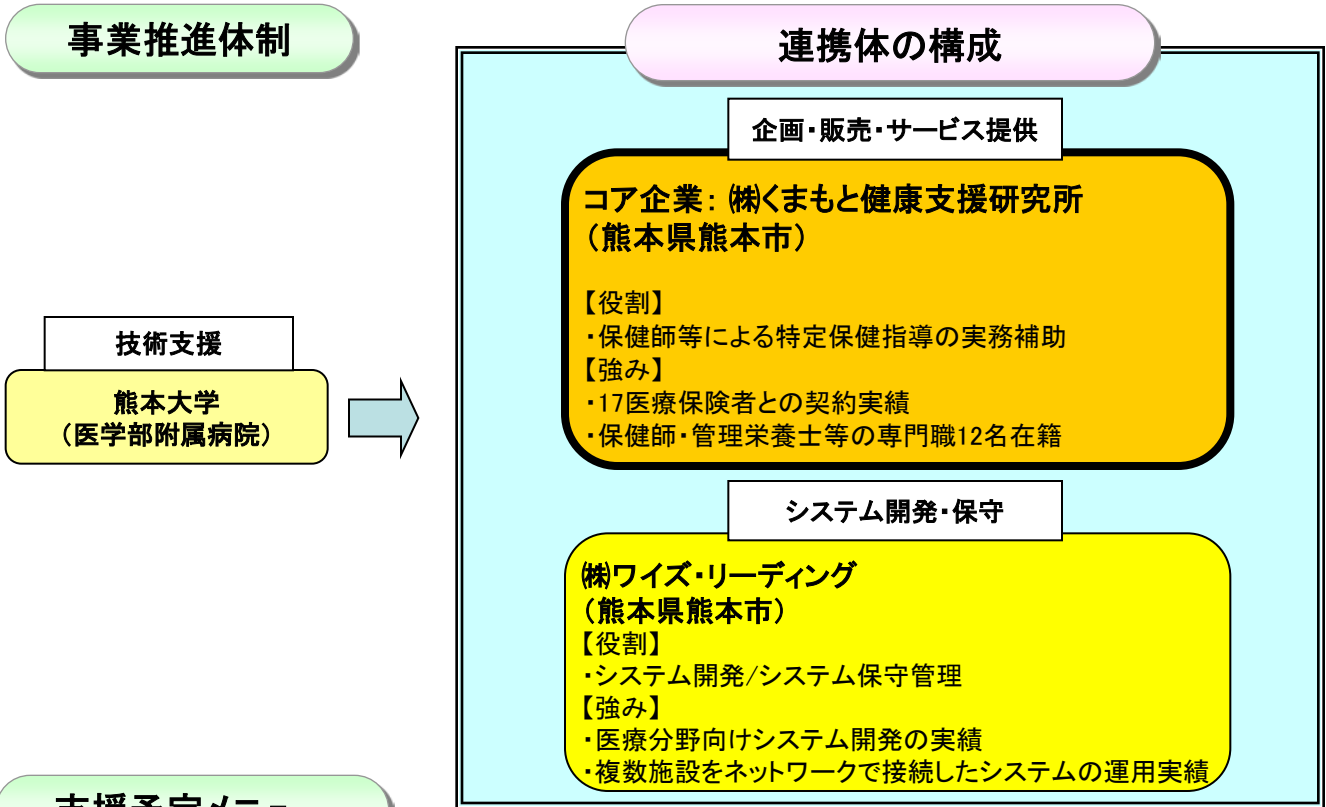 事業推進体制
連携体の構成
企画・販売・サービス提供
コア企業：㈱くまもと健康支援研究所
（熊本県熊本市）
【役割】
・保健師等による特定保健指導の実務補助
【強み】
・17医療保険者との契約実績
・保健師・管理栄養士等の専門職12名在籍
技術支援
熊本大学
（医学部附属病院）
システム開発・保守
㈱ワイズ・リーディング
（熊本県熊本市）
【役割】
・システム開発/システム保守管理
【強み】
・医療分野向けシステム開発の実績
・複数施設をネットワークで接続したシステムの運用実績
支援予定メニュー